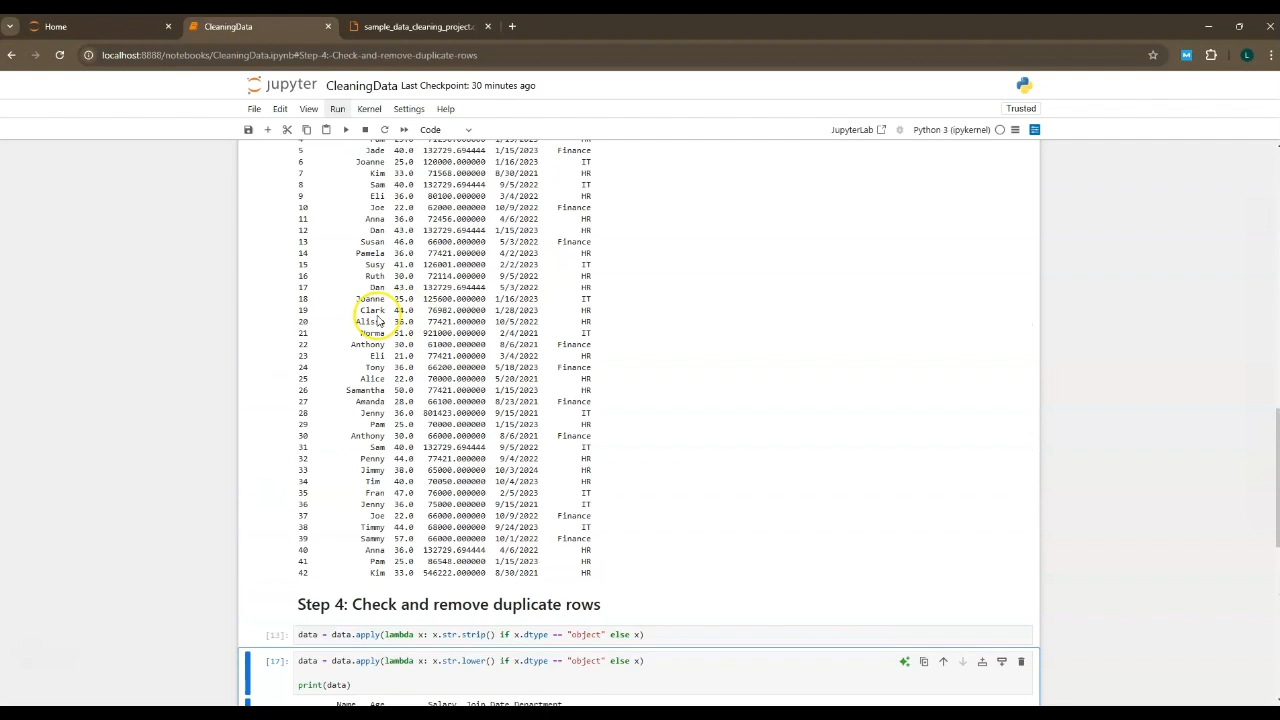 Home
CleaningData
sample_data_cleaning_project.
localhost:8888/notebooks/CleaningData.ipynb#Step-4:-Check-and-remove-duplicate-rows
L
jupyter CleaningData Last Checkpoint: 30 minutes ago
File Edit View Run Kernel Settings Help
Trusted
Code
JupyterLab
Python 3 (ipykernel)
5 Jade 40.0 132729.694444 1/15/2023 Finance
6 Joanne 25.0 120000.000000 1/16/2023 IT
7 Kim 33.0 71568.000000 8/30/2021 HR
8 Sam 40.0 132729.694444 9/5/2022 IT
9 Eli 36.0 80100.000000 3/4/2022 HR
10 Joe 22.0 62000.000000 10/9/2022 Finance
11 Anna 36.0 72456.000000 4/6/2022 HR
12 Dan 43.0 132729.694444 1/15/2023 HR
13 Susan 46.0 66000.000000 5/3/2022 Finance
14 Pamela 36.0 77421.000000 4/2/2023 HR
15 Susy 41.0 126001.000000 2/2/2023 IT
16 Ruth 30.0 72114.000000 9/5/2022 HR
17 Dan 43.0 132729.694444 5/3/2022 HR
18 Joanne 25.0 125600.000000 1/16/2023 IT
19 Clark 44.0 76982.000000 1/28/2023 HR
20 77421.000000 10/5/2022 HR
21 Norma 51.0 921000.000000 2/4/2021 IT
22 Anthony 30.0 61000.000000 8/6/2021 Finance
23 Eli 21.0 77421.000000 3/4/2022 HR
24 Tony 36.0 66200.000000 5/18/2023 Finance
25 Alice 22.0 70000.000000 5/20/2021 HR
26 Samantha 50.0 77421.000000 1/15/2023 HR
27 Amanda 28.0 66100.000000 8/23/2021 Finance
28 Jenny 36.0 801423.000000 9/15/2021 IT
29 Pam 25.0 70000.000000 1/15/2023 HR
30 Anthony 30.0 66000.000000 8/6/2021 Finance
31 Sam 40.0 132729.694444 9/5/2022 IT
32 Penny 44.0 77421.000000 9/4/2022 HR
33 Jimmy 38.0 65000.000000 10/3/2024 HR
34 Tim 40.0 70050.000000 10/4/2023 HR
35 Fran 47.0 76000.000000 2/5/2023 IT
36 Jenny 36.0 75000.000000 9/15/2021 IT
37 Joe 22.0 66000.000000 10/9/2022 Finance
38 Timmy 44.0 68000.000000 9/24/2023 IT
39 Sammy 57.0 66000.000000 10/1/2022 Finance
40 Anna 36.0 132729.694444 4/6/2022 HR
41 Pam 25.0 86548.000000 1/15/2023 HR
42 Kim 33.0 546222.000000 8/30/2021 HR
Step 4: Check and remove duplicate rows
[13]: data = data.apply(lambda x: x.str.strip() if x.dtype == "object" else x)
[17]: data = data.apply(lambda x: x.str.lower() if x.dtype == "object" else x)
print(data)
Name Age Salary Join Date Department